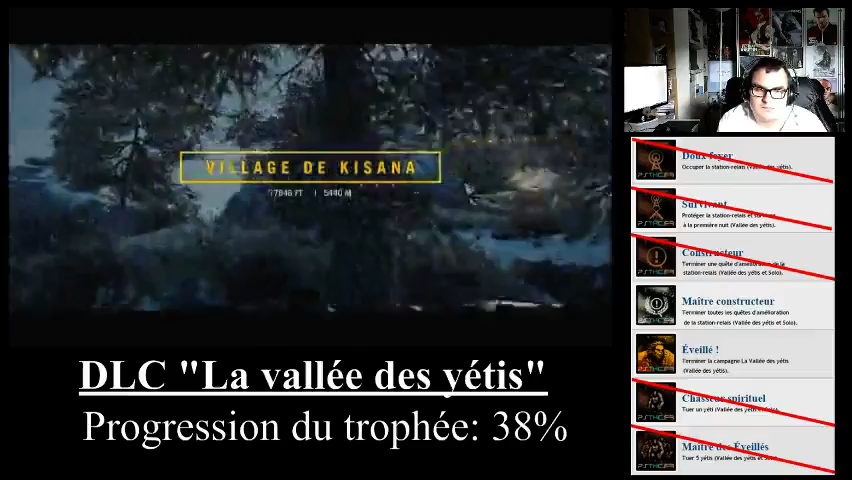 VILLAGE DE KISANA
17846 FT | 5440 M
DLC "La vallée des yétis"
Progression du trophée: 38%
Doux foyer
Occuper la station-relais (Vallée des yétis).
Survivant
Protéger la station-relais et survivre
à la première nuit (Vallée des yétis).
Constructeur
Terminer une quête d'amélioration de la
station-relais (Vallée des yétis et Solo).
Maître constructeur
Terminer toutes les quêtes d'amélioration
de la station-relais (Vallée des yétis et Solo).
Éveillé !
Terminer la campagne La Vallée des yétis
(Vallée des yétis).
Chasseur spirituel
Tuer un yéti (Vallée des yétis et Solo).
Maître des Éveillés
Tuer 5 yétis (Vallée des yétis et Solo).